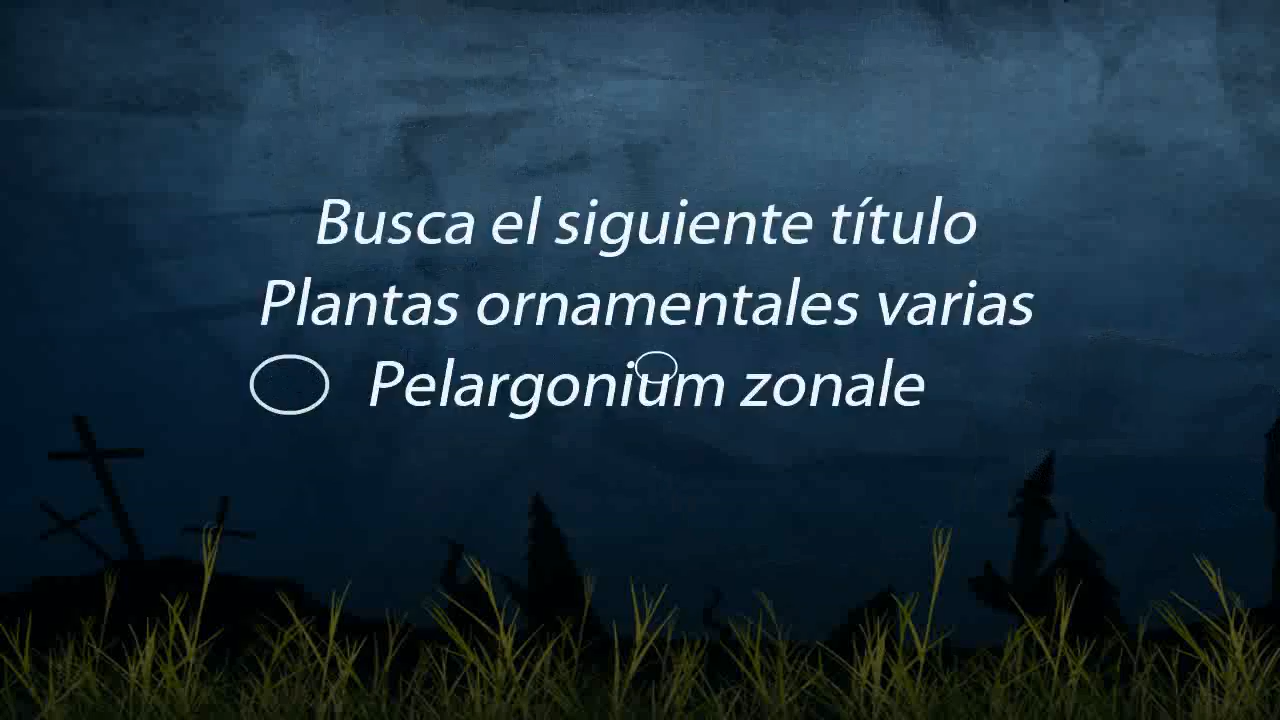 Busca el siguiente título
Plantas ornamentales varias
Pelargonium zonale